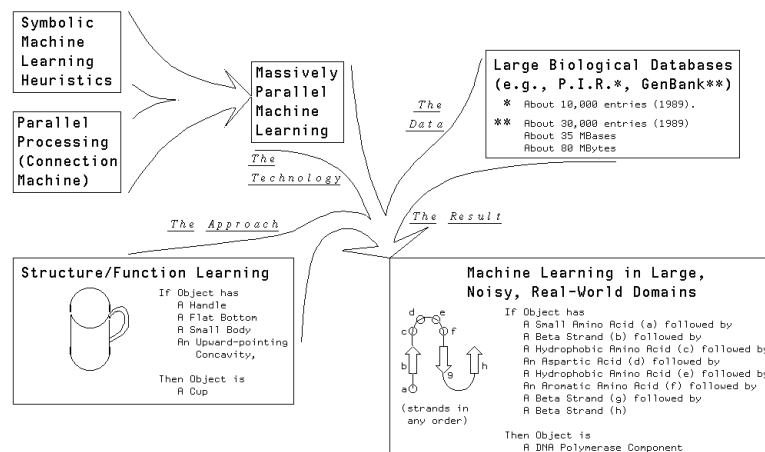 Symbolic
Machine
Learning
Heuristics
Parallel
Processing
(Connection
Machine)
Massively
Parallel
Machine
Learning
The
Technology
The
Data
Large Biological Databases
(e.g., P.I.R.*, GenBank**)
* About 10,000 entries (1989).
** About 30,000 entries (1989)
About 35 MBases
About 80 MBytes
The Approach
The Result
Structure/Function Learning
If Object has
A Handle
A Flat Bottom
A Small Body
An Upward-pointing
Concavity,
Then Object is
A Cup
Machine Learning in Large,
Noisy, Real-World Domains
d e
c f
b g h
a
(strands in
any order)
If Object has
A Small Amino Acid (a) followed by
A Beta Strand (b) followed by
A Hydrophobic Amino Acid (c) followed by
An Aspartic Acid (d) followed by
A Hydrophobic Amino Acid (e) followed by
An Aromatic Amino Acid (f) followed by
A Beta Strand (g) followed by
A Beta Strand (h)
Then Object is
A DNA Polymerase Component